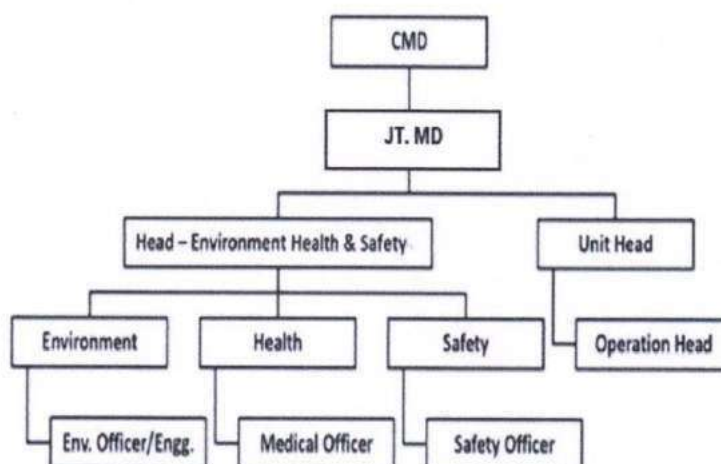 CMD
JT. MD
Head – Environment Health & Safety
Unit Head
Environment
Health
Safety
Operation Head
Env. Officer/Engg.
Medical Officer
Safety Officer